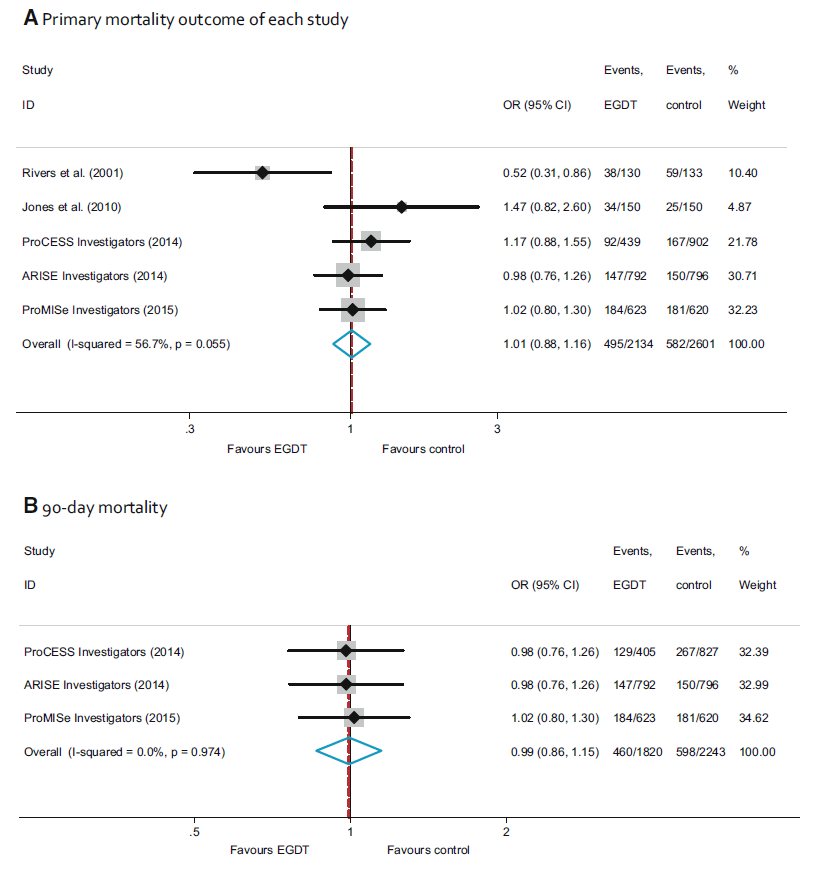 A Primary mortality outcome of each study
Study Events, Events, %
ID OR (95% CI) EGDT control Weight
Rivers et al. (2001) 0.52 (0.31, 0.86) 38/130 59/133 10.40
Jones et al. (2010) 1.47 (0.82, 2.60) 34/150 25/150 4.87
ProCESS Investigators (2014) 1.17 (0.88, 1.55) 92/439 167/902 21.78
ARISE Investigators (2014) 0.98 (0.76, 1.26) 147/792 150/796 30.71
ProMISe Investigators (2015) 1.02 (0.80, 1.30) 184/623 181/620 32.23
Overall (I-squared = 56.7%, p = 0.055) 1.01 (0.88, 1.16) 495/2134 582/2601 100.00
.3 1 3
Favours EGDT Favours control
B 90-day mortality
Study Events, Events, %
ID OR (95% CI) EGDT control Weight
ProCESS Investigators (2014) 0.98 (0.76, 1.26) 129/405 267/827 32.39
ARISE Investigators (2014) 0.98 (0.76, 1.26) 147/792 150/796 32.99
ProMISe Investigators (2015) 1.02 (0.80, 1.30) 184/623 181/620 34.62
Overall (I-squared = 0.0%, p = 0.974) 0.99 (0.86, 1.15) 460/1820 598/2243 100.00
.5 1 2
Favours EGDT Favours control